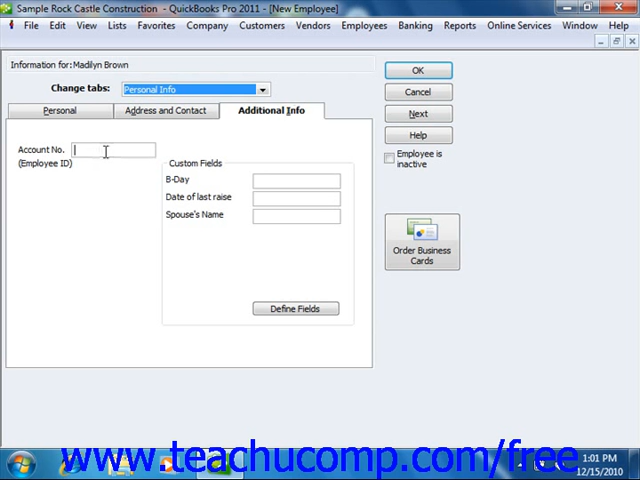 Sample Rock Castle Construction - QuickBooks Pro 2011 - [New Employee]
File Edit View Lists Favorites Company Customers Vendors Employees Banking Reports Online Services Window Help
Information for: Madilyn Brown
Change tabs: Personal Info
Personal Address and Contact Additional Info
Account No.
(Employee ID)
Custom Fields
B-Day
Date of last raise
Spouse's Name
Define Fields
OK
Cancel
Next
Help
Employee is
inactive
Order Business
Cards
www.teachucomp.com/free
1:01 PM
12/15/2010